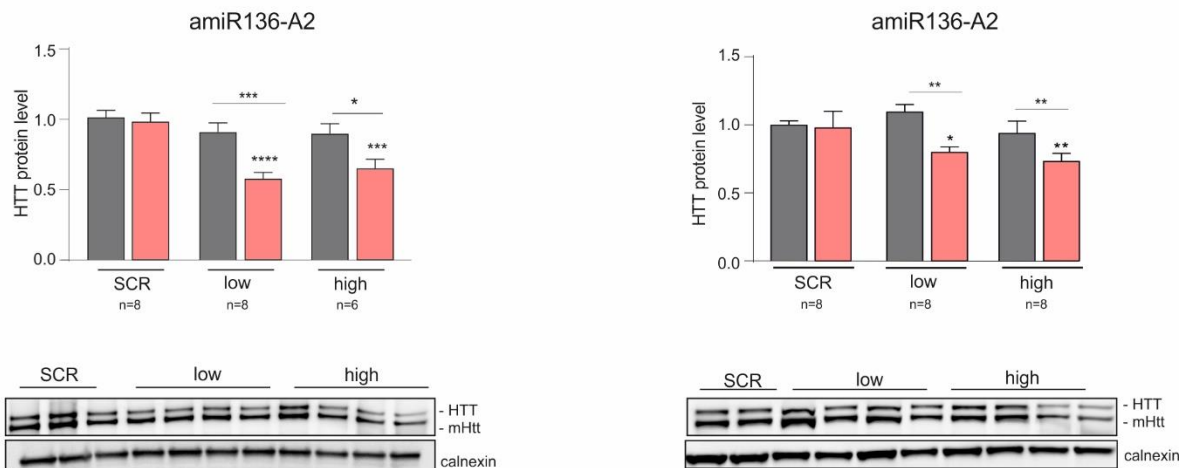 amiR136-A2
1.5
1.0
0.5
0.0
HTT protein level
***
*
****
***
SCR
low
high
n=8
n=8
n=6
SCR
low
high
- HTT
- mHtt
calnexin
amiR136-A2
1.5
1.0
0.5
0.0
HTT protein level
**
**
*
**
SCR
low
high
n=8
n=8
n=8
SCR
low
high
- HTT
- mHtt
calnexin